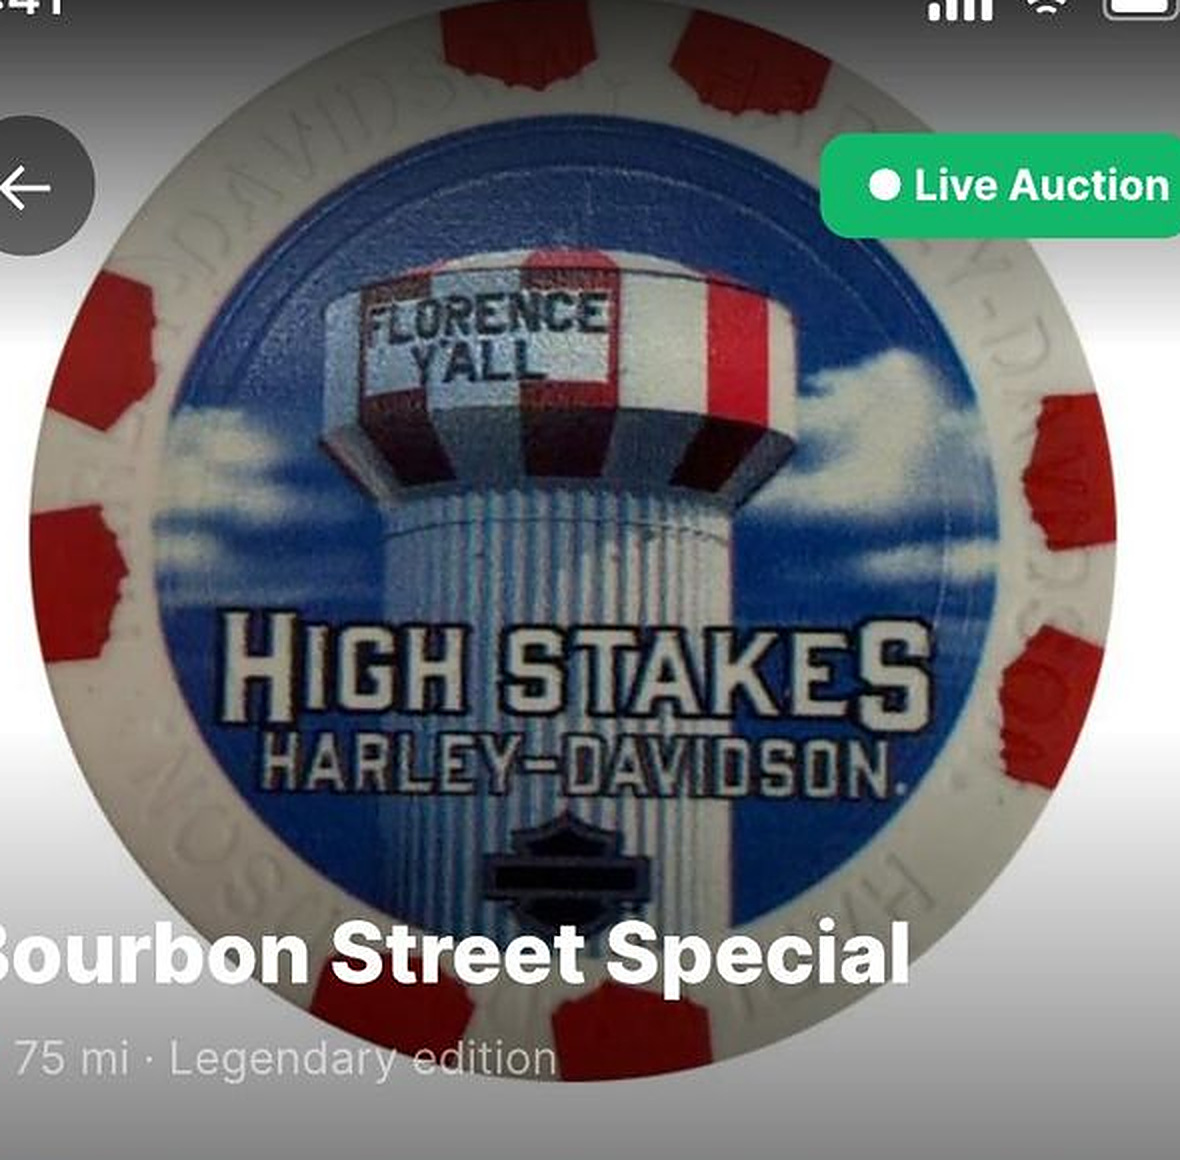 Live Auction
FLORENCE
Y'ALL
HIGH STAKES
HARLEY-DAVIDSON.
Bourbon Street Special
75 mi · Legendary edition